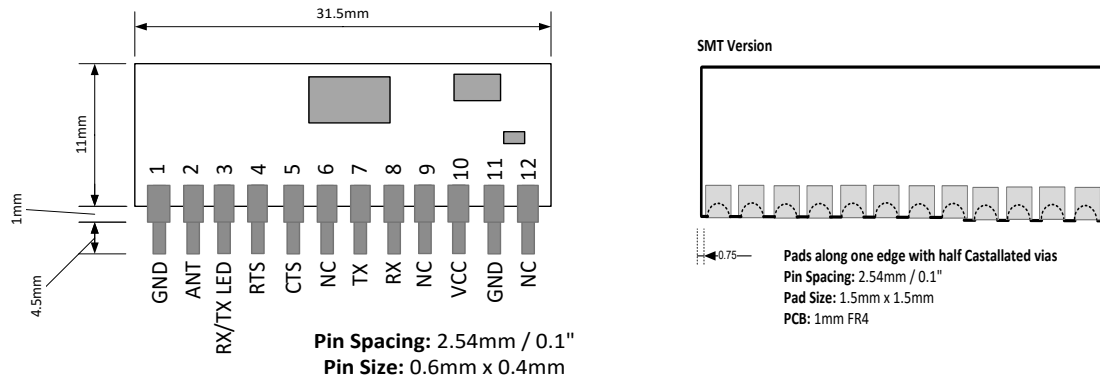 31.5mm
11mm
1mm
4.5mm
1 2 3 4 5 6 7 8 9 10 11 12
GND ANT RX/TX LED RTS CTS NC TX RX NC VCC GND NC
Pin Spacing: 2.54mm / 0.1"
Pin Size: 0.6mm x 0.4mm
SMT Version
0.75
Pads along one edge with half Castallated vias
Pin Spacing: 2.54mm / 0.1"
Pad Size: 1.5mm x 1.5mm
PCB: 1mm FR4